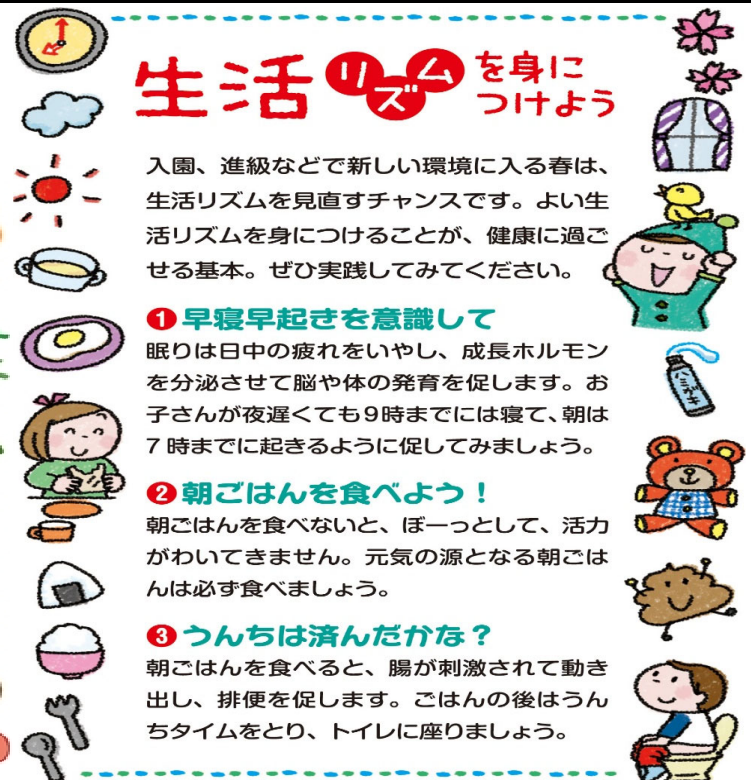 生活リズムを身に
つけよう
入園、進級などで新しい環境に入る春は、
生活リズムを見直すチャンスです。よい生
活リズムを身につけることが、健康に過ご
せる基本。ぜひ実践してみてください。
❶早寝早起きを意識して
眠りは日中の疲れをいやし、成長ホルモン
を分泌させて脳や体の発育を促します。お
子さんが夜遅くても9時までには寝て、朝は
7時までに起きるように促してみましょう。
❷朝ごはんを食べよう！
朝ごはんを食べないと、ぼーっとして、活力
がわいてきません。元気の源となる朝ごは
んは必ず食べましょう。
❸うんちは済んだかな？
朝ごはんを食べると、腸が刺激されて動き
出し、排便を促します。ごはんの後はうん
ちタイムをとり、トイレに座りましょう。
ハミガキ